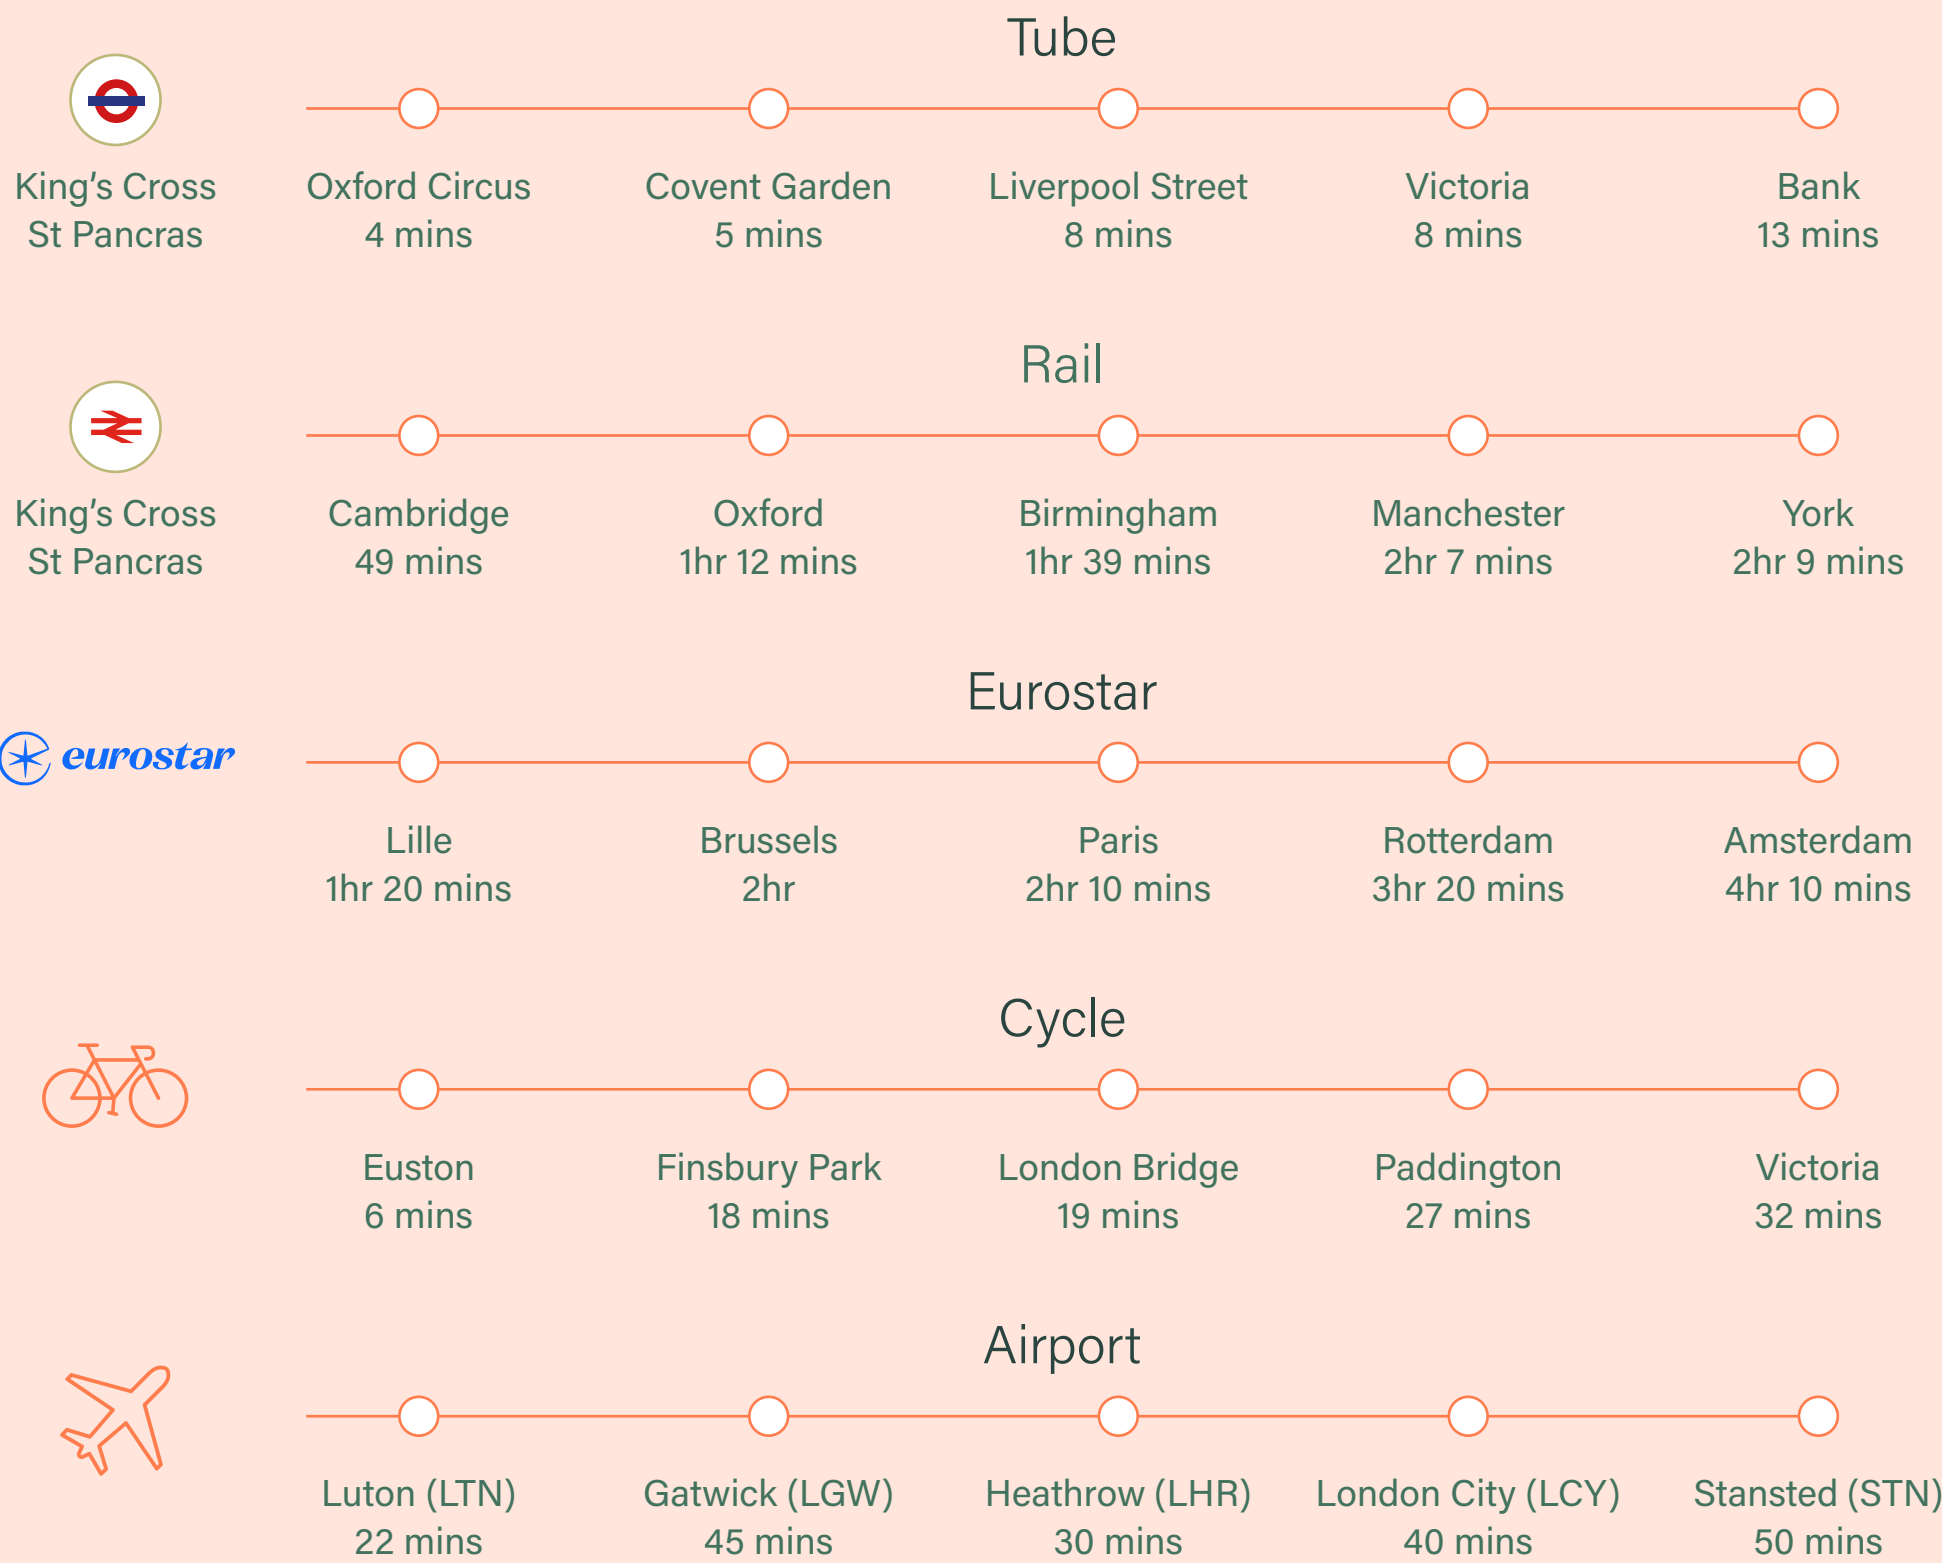 Tube
King's Cross
St Pancras
Oxford Circus
4 mins
Covent Garden
5 mins
Liverpool Street
8 mins
Victoria
8 mins
Bank
13 mins
Rail
King's Cross
St Pancras
Cambridge
49 mins
Oxford
1hr 12 mins
Birmingham
1hr 39 mins
Manchester
2hr 7 mins
York
2hr 9 mins
Eurostar
eurostar
Lille
1hr 20 mins
Brussels
2hr
Paris
2hr 10 mins
Rotterdam
3hr 20 mins
Amsterdam
4hr 10 mins
Cycle
Euston
6 mins
Finsbury Park
18 mins
London Bridge
19 mins
Paddington
27 mins
Victoria
32 mins
Airport
Luton (LTN)
22 mins
Gatwick (LGW)
45 mins
Heathrow (LHR)
30 mins
London City (LCY)
40 mins
Stansted (STN)
50 mins